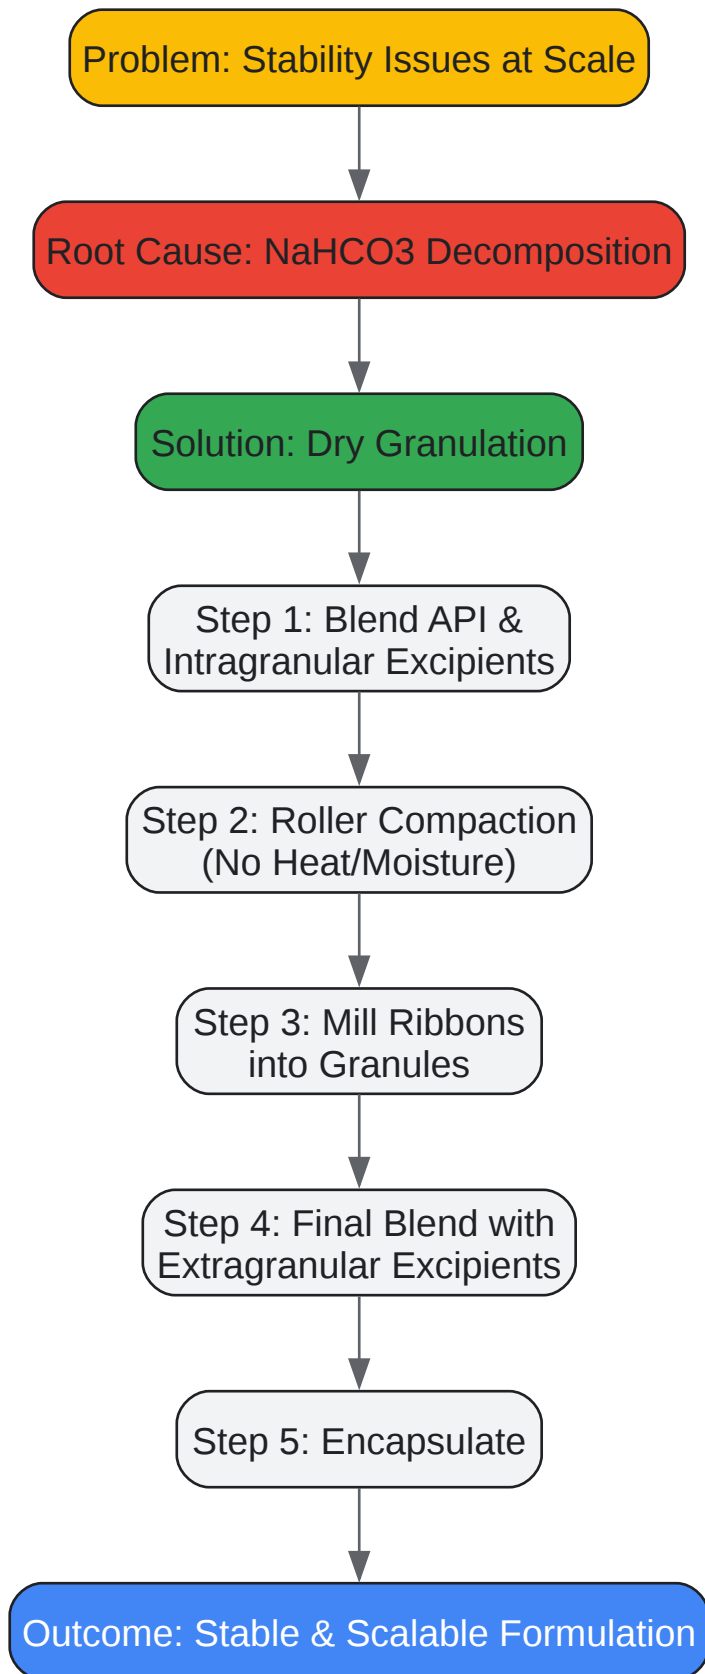 Problem: Stability Issues at Scale
Root Cause: NaHCO3 Decomposition
Solution: Dry Granulation
Step 1: Blend API &
Intragranular Excipients
Step 2: Roller Compaction
(No Heat/Moisture)
Step 3: Mill Ribbons
into Granules
Step 4: Final Blend with
Extragranular Excipients
Step 5: Encapsulate
Outcome: Stable & Scalable Formulation